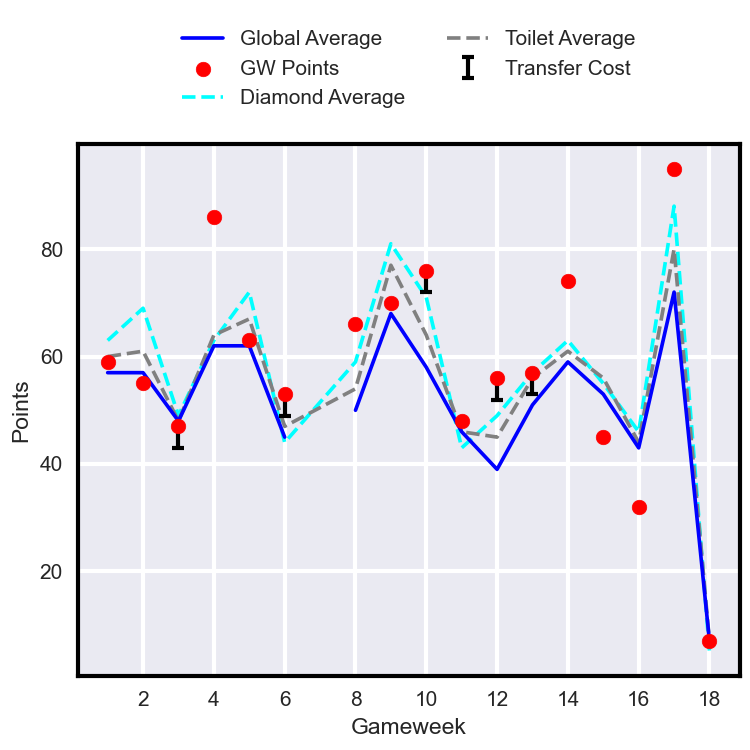 Global Average
GW Points
Diamond Average
Toilet Average
Transfer Cost
80
60
40
20
Points
2 4 6 8 10 12 14 16 18
Gameweek